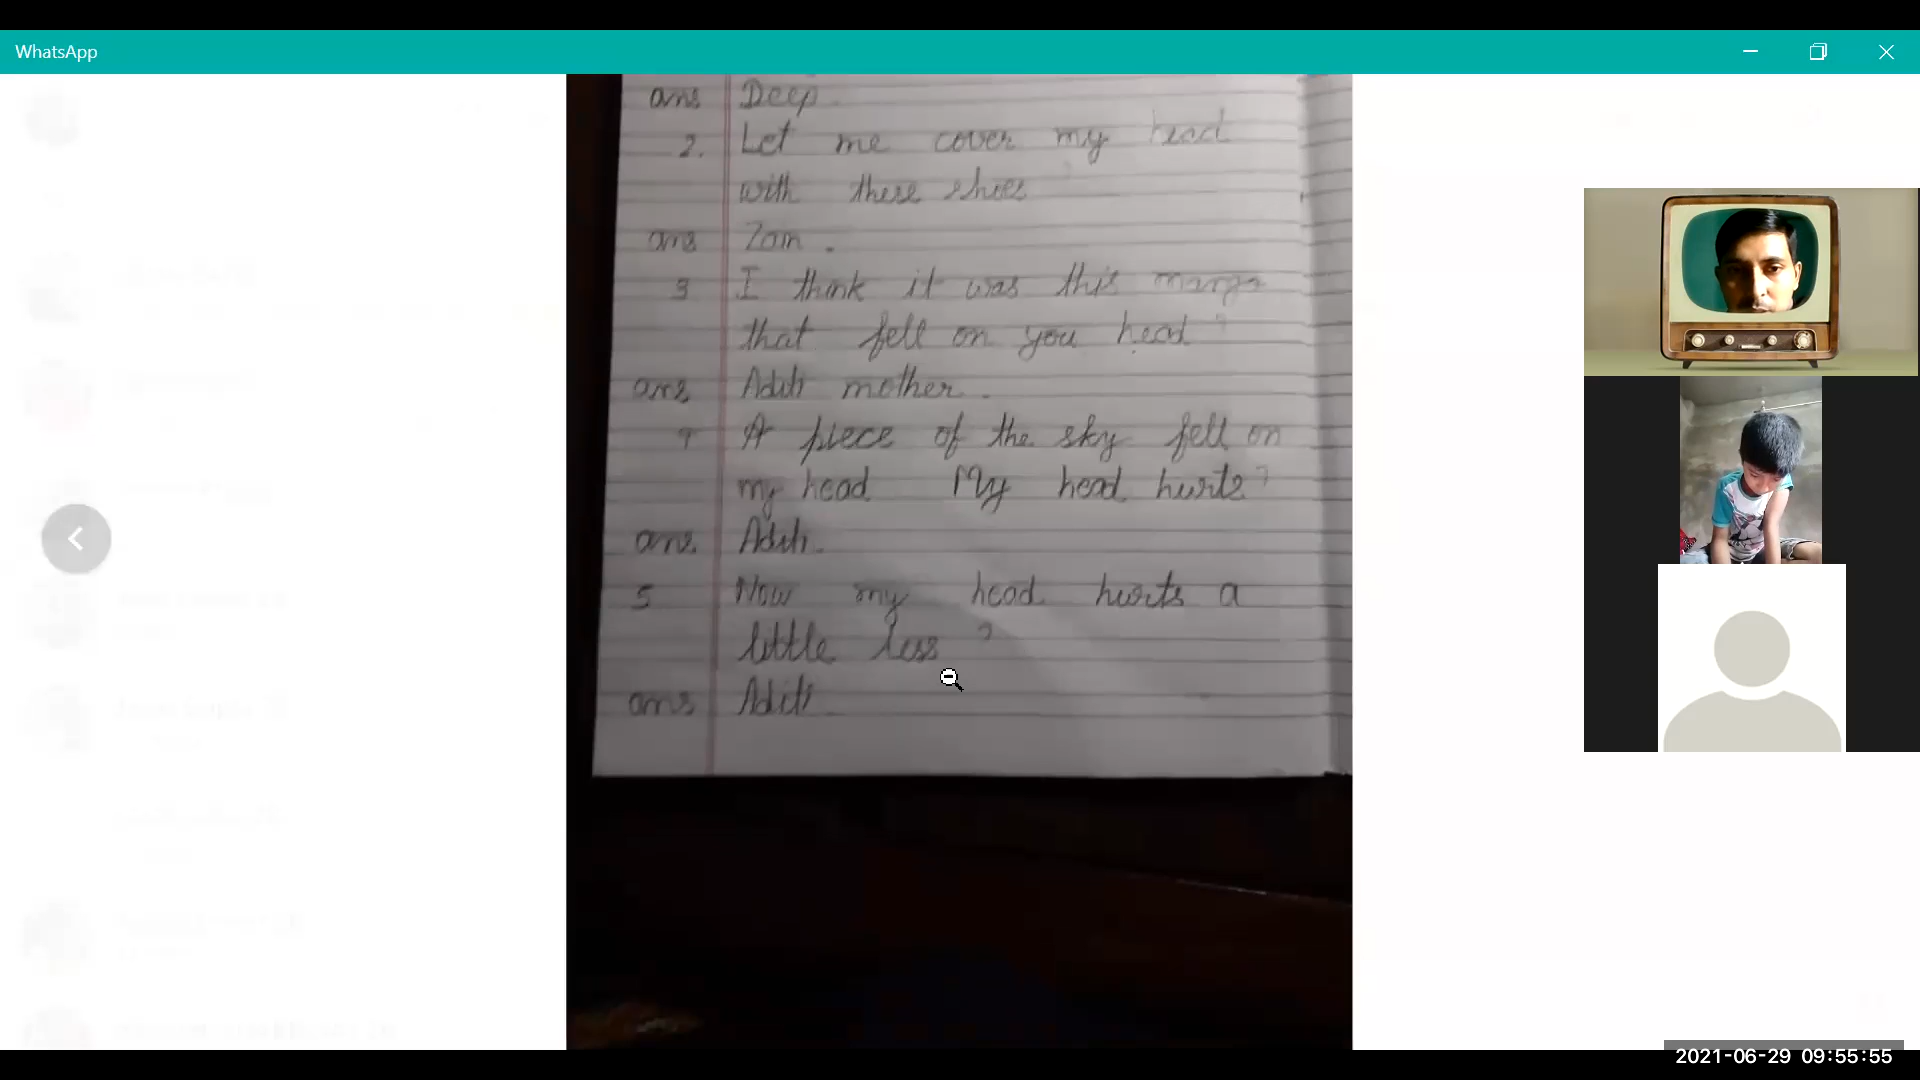 WhatsApp
ans Deep.
2. Let me cover my head
with these shoes
ans Zain.
3 I think it was this mango
that fell on you head?
ans Aditi mother.
4 A piece of the sky fell on
my head My head hurts?
ans. Aditi.
5 Now my head hurts a
little less?
ans Aditi.
2021-06-29 09:55:55